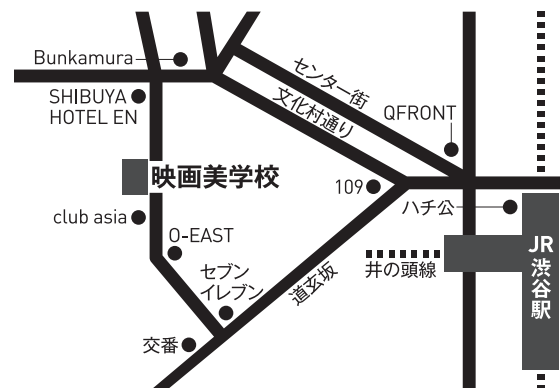 Bunkamura
センター街
SHIBUYA
HOTEL EN
文化村通り
QFRONT
映画美学校
109
ハチ公
club asia
O-EAST
JR
渋谷駅
井の頭線
セブン
イレブン
道玄坂
交番